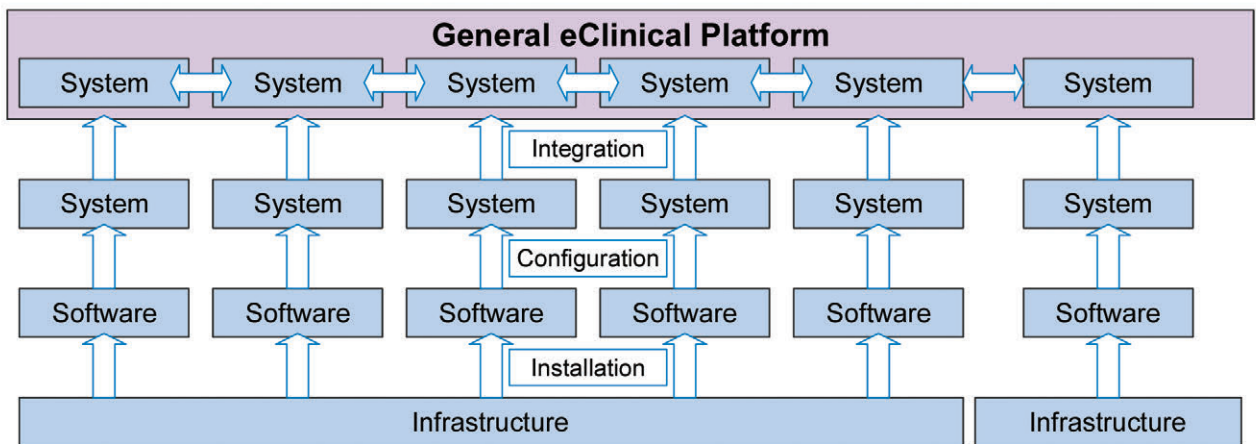 General eClinical Platform
System System System System System System
Integration
System System System System System System
Configuration
Software Software Software Software Software Software
Installation
Infrastructure Infrastructure